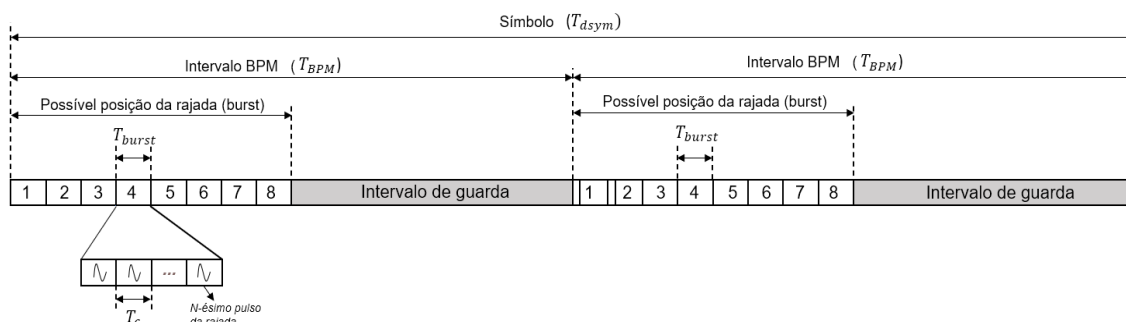 Símbolo (T_dsym)
Intervalo BPM (T_BPM)
Intervalo BPM (T_BPM)
Possível posição da rajada (burst)
Possível posição da rajada (burst)
T_burst
T_burst
1 2 3 4 5 6 7 8 Intervalo de guarda 1 2 3 4 5 6 7 8 Intervalo de guarda
...
N-ésimo pulso
da rajada
T_c